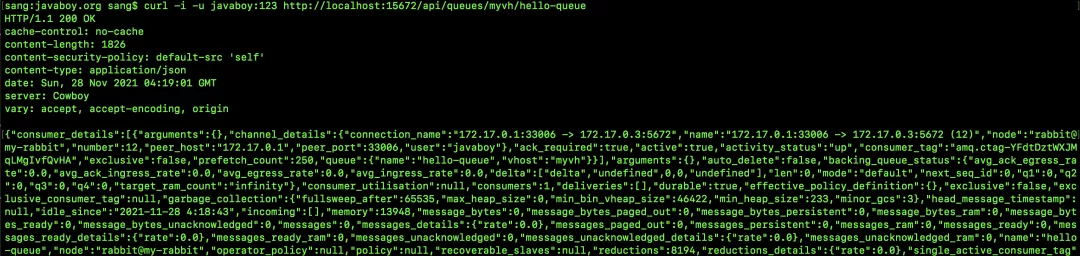 [sang:javaboy.org sang$ curl -i -u javaboy:123 http://localhost:15672/api/queues/myvh/hello-queue
HTTP/1.1 200 OK
cache-control: no-cache
content-length: 1826
content-security-policy: default-src 'self'
content-type: application/json
date: Sun, 28 Nov 2021 04:19:01 GMT
server: Cowboy
vary: accept, accept-encoding, origin
[{"consumer_details":[{"arguments":{},"channel_details":{"connection_name":"172.17.0.1:33006 -> 172.17.0.3:5672","name":"172.17.0.1:33006 -> 172.17.0.3:5672 (12)","node":"rabbit@
my-rabbit","number":12,"peer_host":"172.17.0.1","peer_port":33006,"user":"javaboy"},"ack_required":true,"active":true,"activity_status":"up","consumer_tag":"amq.ctag-YFdtDztWXJM
qLMgIvfQvHA","exclusive":false,"prefetch_count":250,"queue":{"name":"hello-queue","vhost":"myvh"}}],"arguments":{},"auto_delete":false,"backing_queue_status":{"avg_ack_egress_
rate":0.0,"avg_ack_ingress_rate":0.0,"avg_egress_rate":0.0,"avg_ingress_rate":0.0,"delta":["delta","undefined",0,0,"undefined"],"len":0,"mode":"default","next_seq_id":0,"q1":0,"q2
":0,"q3":0,"q4":0,"target_ram_count":"infinity"},"consumer_utilisation":null,"consumers":1,"deliveries":[],"durable":true,"effective_policy_definition":{},"exclusive":false,"exc
lusive_consumer_tag":null,"garbage_collection":{"fullsweep_after":65535,"max_heap_size":0,"min_bin_vheap_size":46422,"min_heap_size":233,"minor_gcs":3},"head_message_timestamp":
null,"idle_since":"2021-11-28 4:18:43","incoming":[],"memory":13948,"message_bytes":0,"message_bytes_paged_out":0,"message_bytes_persistent":0,"message_bytes_ram":0,"message_byt
es_ready":0,"message_bytes_unacknowledged":0,"messages":0,"messages_details":{"rate":0.0},"messages_paged_out":0,"messages_persistent":0,"messages_ram":0,"messages_ready":0,"mes
sages_ready_details":{"rate":0.0},"messages_ready_ram":0,"messages_unacknowledged":0,"messages_unacknowledged_details":{"rate":0.0},"messages_unacknowledged_ram":0,"name":"hello
-queue","node":"rabbit@my-rabbit","operator_policy":null,"policy":null,"recoverable_slaves":null,"reductions":8194,"reductions_details":{"rate":0.0},"single_active_consumer_tag"